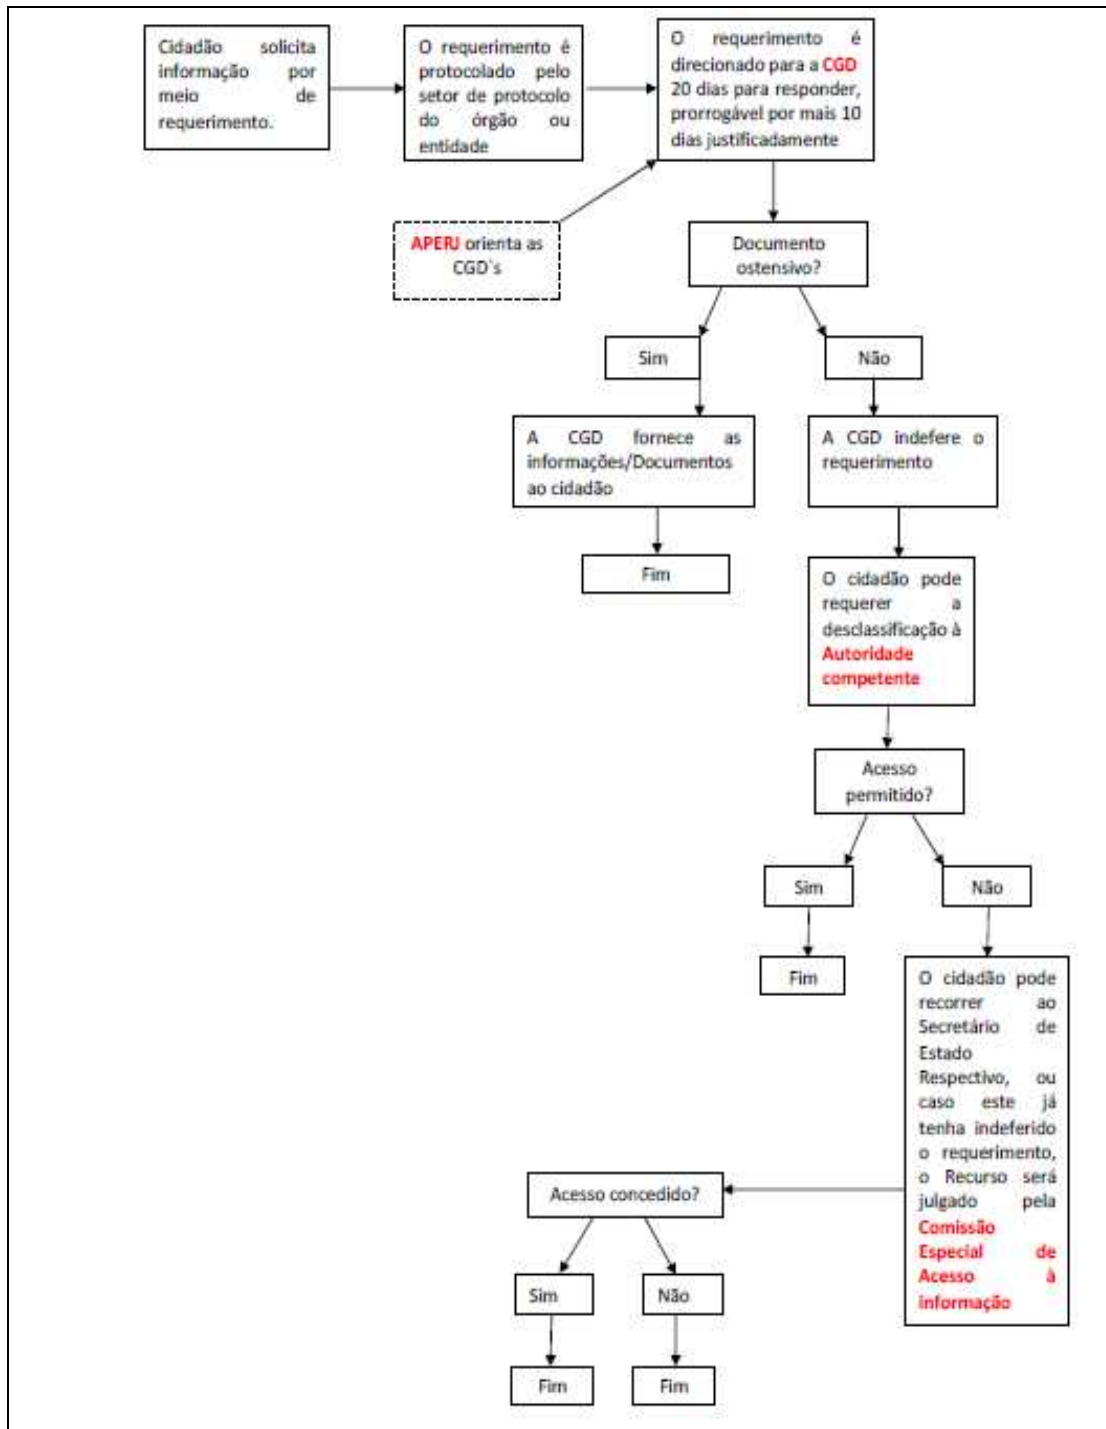 Cidadão solicita
informação por
meio de
requerimento.
O requerimento é
protocolado pelo
setor de protocolo
do órgão ou
entidade
O requerimento é
direcionado para a CGD
20 dias para responder,
prorrogável por mais 10
dias justificadamente
APERJ orienta as
CGD`s
Documento
ostensivo?
Sim
Não
A CGD fornece as
informações/Documentos
ao cidadão
A CGD indefere o
requerimento
Fim
O cidadão pode
requerer a
desclassificação à
Autoridade
competente
Acesso
permitido?
Sim
Não
Fim
O cidadão pode
recorrer ao
Secretário de
Estado
Respectivo, ou
caso este já
tenha indeferido
o requerimento,
o Recurso será
julgado pela
Comissão
Especial de
Acesso à
informação
Acesso concedido?
Sim
Não
Fim
Fim